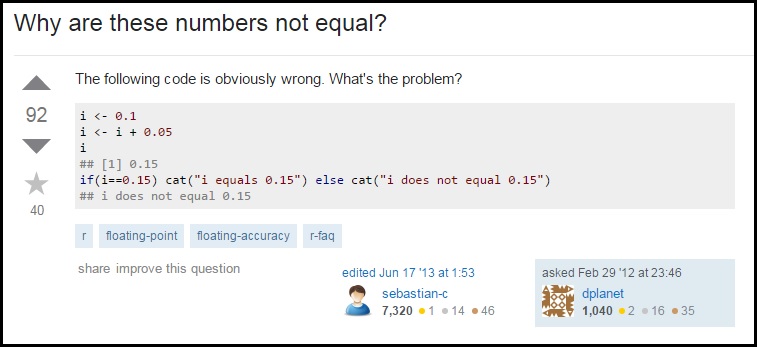 Why are these numbers not equal?
The following code is obviously wrong. What's the problem?
92
i <- 0.1
i <- i + 0.05
i
## [1] 0.15
if(i==0.15) cat("i equals 0.15") else cat("i does not equal 0.15")
## i does not equal 0.15
40
r floating-point floating-accuracy r-faq
share improve this question
edited Jun 17 '13 at 1:53
sebastian-c
7,320 1 14 46
asked Feb 29 '12 at 23:46
dplanet
1,040 2 16 35